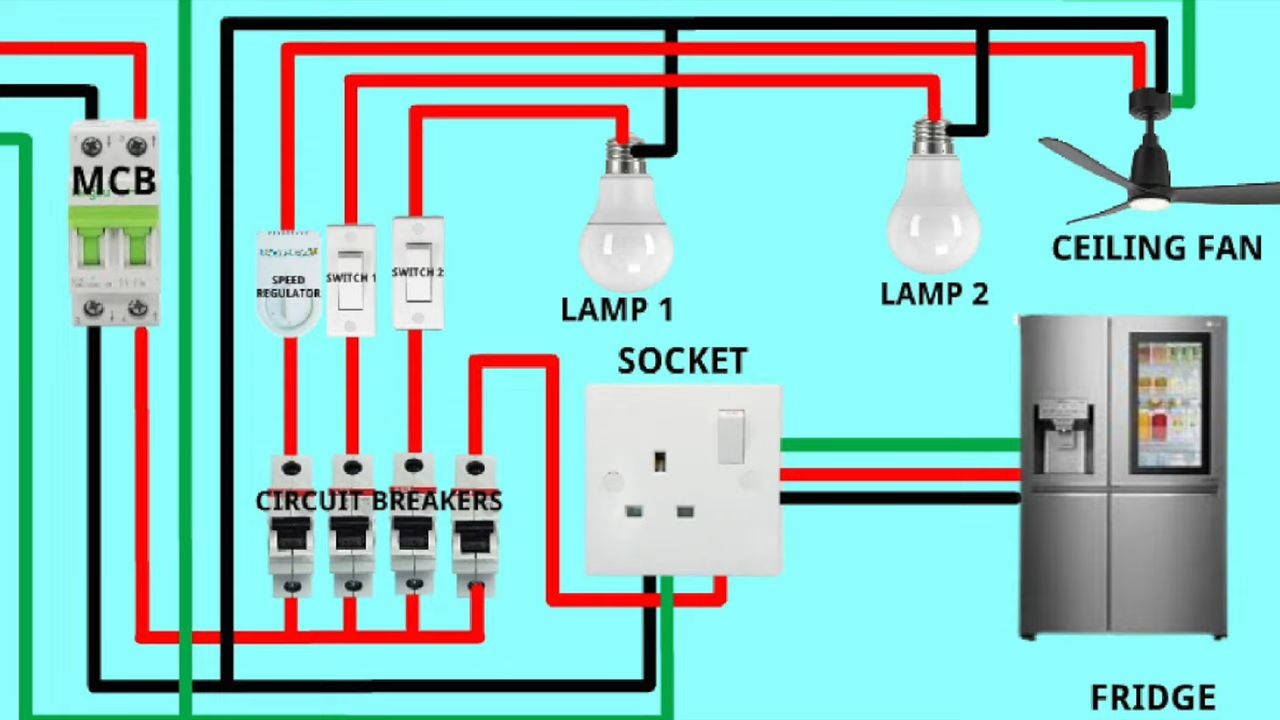 MCB
SPEED
REGULATOR
SWITCH 1
SWITCH 2
LAMP 1
LAMP 2
CEILING FAN
SOCKET
CIRCUIT BREAKERS
FRIDGE